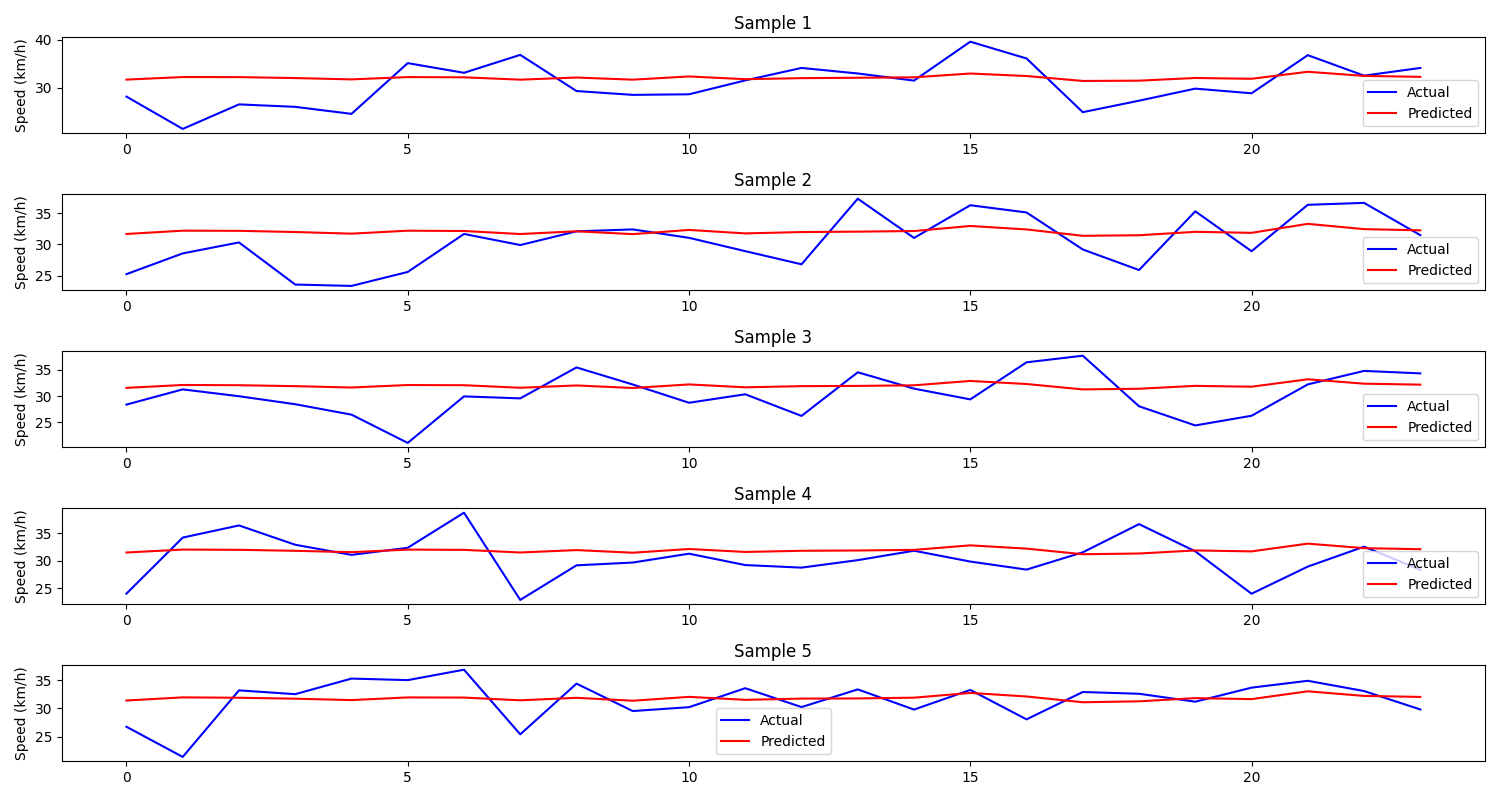 Sample 1
Speed (km/h)
40
30
Actual
Predicted
0 5 10 15 20
Sample 2
Speed (km/h)
35
30
25
Actual
Predicted
0 5 10 15 20
Sample 3
Speed (km/h)
35
30
25
Actual
Predicted
0 5 10 15 20
Sample 4
Speed (km/h)
35
30
25
Actual
Predicted
0 5 10 15 20
Sample 5
Speed (km/h)
35
30
25
Actual
Predicted
0 5 10 15 20